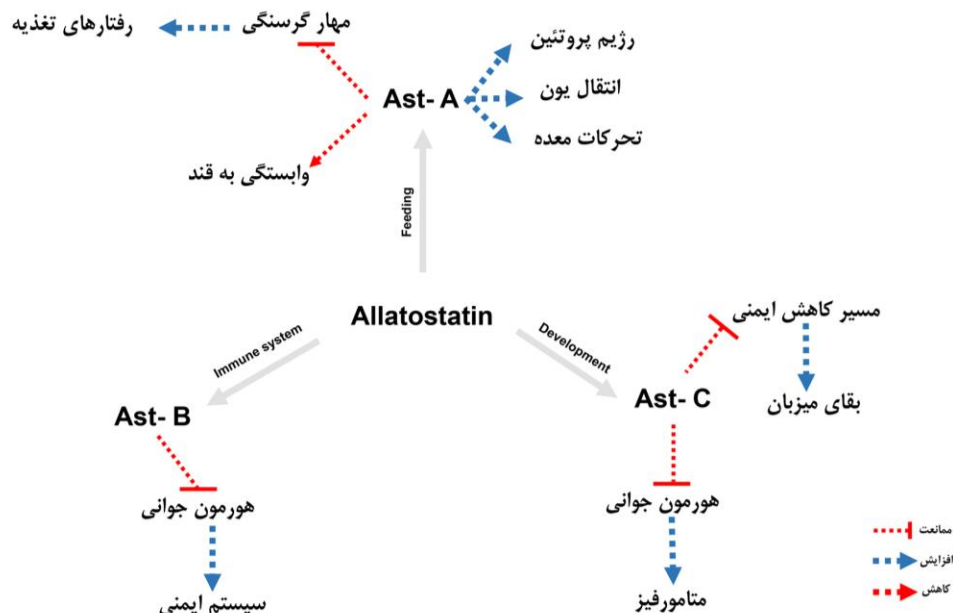 رفتارهای تغذیه
مهار گرسنگی
رژیم پروتئین
انتقال یون
تحرکات معده
Ast- A
وابستگی به قند
Feeding
Allatostatin
Immune system
Development
مسیر کاهش ایمنی
بقای میزبان
Ast- B
Ast- C
هورمون جوانی
هورمون جوانی
سیستم ایمنی
متامورفیز
ممانعت
افزایش
کاهش